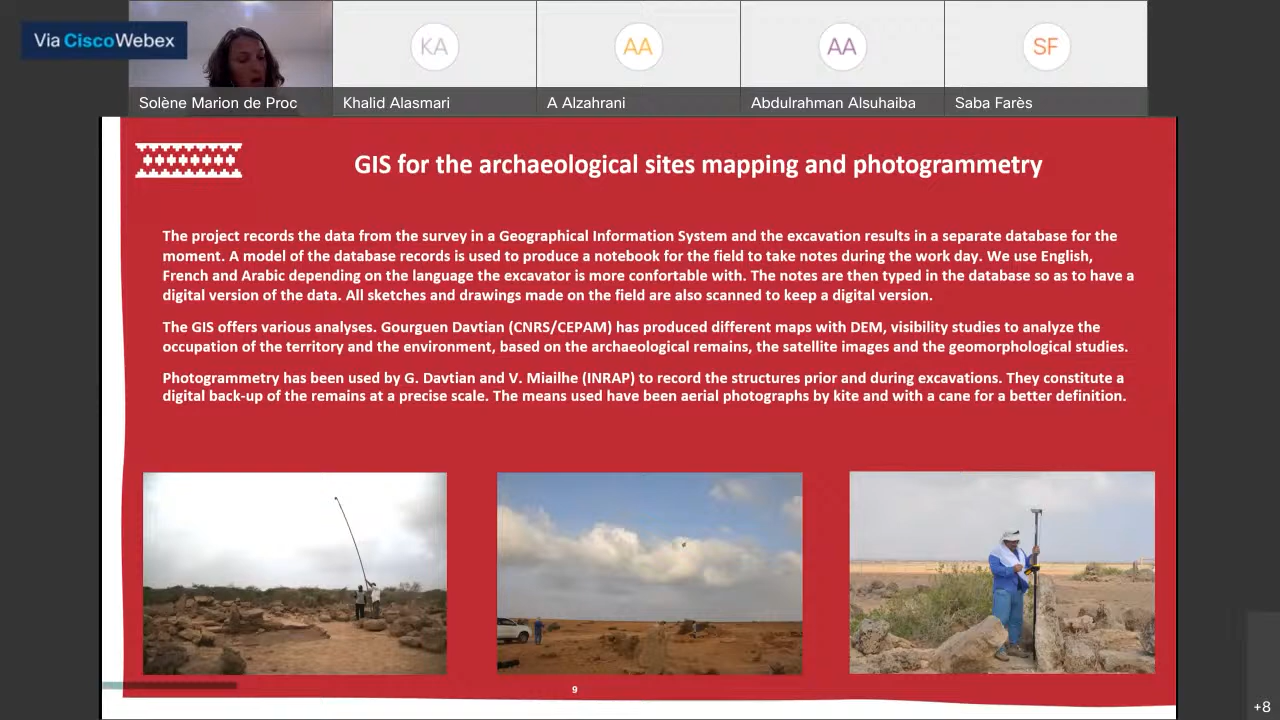 Via CiscoWebex
KA
AA
AA
SF
Solène Marion de Proc
Khalid Alasmari
A Alzahrani
Abdulrahman Alsuhaiba
Saba Farès
GIS for the archaeological sites mapping and photogrammetry
The project records the data from the survey in a Geographical Information System and the excavation results in a separate database for the
moment. A model of the database records is used to produce a notebook for the field to take notes during the work day. We use English,
French and Arabic depending on the language the excavator is more confortable with. The notes are then typed in the database so as to have a
digital version of the data. All sketches and drawings made on the field are also scanned to keep a digital version.
The GIS offers various analyses. Gourguen Davtian (CNRS/CEPAM) has produced different maps with DEM, visibility studies to analyze the
occupation of the territory and the environment, based on the archaeological remains, the satellite images and the geomorphological studies.
Photogrammetry has been used by G. Davtian and V. Miailhe (INRAP) to record the structures prior and during excavations. They constitute a
digital back-up of the remains at a precise scale. The means used have been aerial photographs by kite and with a cane for a better definition.
9
+8